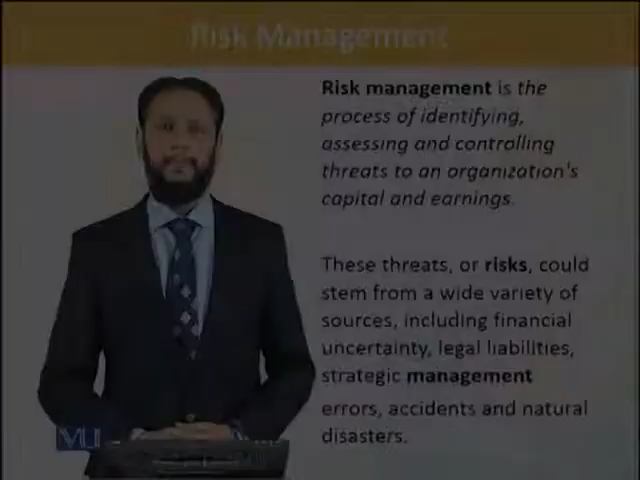 Risk Management
Risk management is the
process of identifying,
assessing and controlling
threats to an organization's
capital and earnings.
These threats, or risks, could
stem from a wide variety of
sources, including financial
uncertainty, legal liabilities,
strategic management
errors, accidents and natural
disasters.
VU